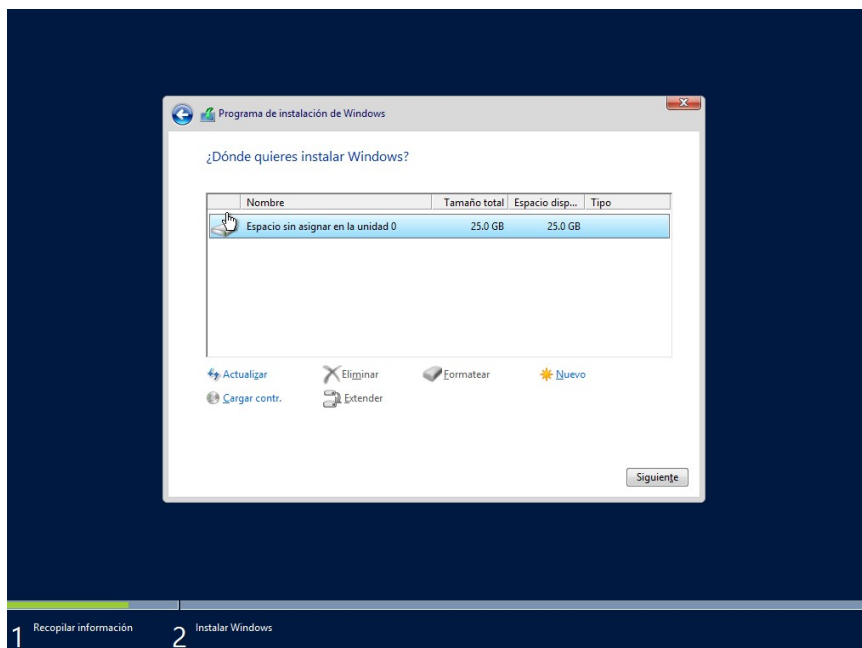 Programa de instalación de Windows
¿Dónde quieres instalar Windows?
Nombre Tamaño total Espacio disp... Tipo
Espacio sin asignar en la unidad 0 25.0 GB 25.0 GB
Actualizar Eliminar Formatear Nuevo
Cargar contr. Extender
Siguiente
1 Recopilar información 2 Instalar Windows